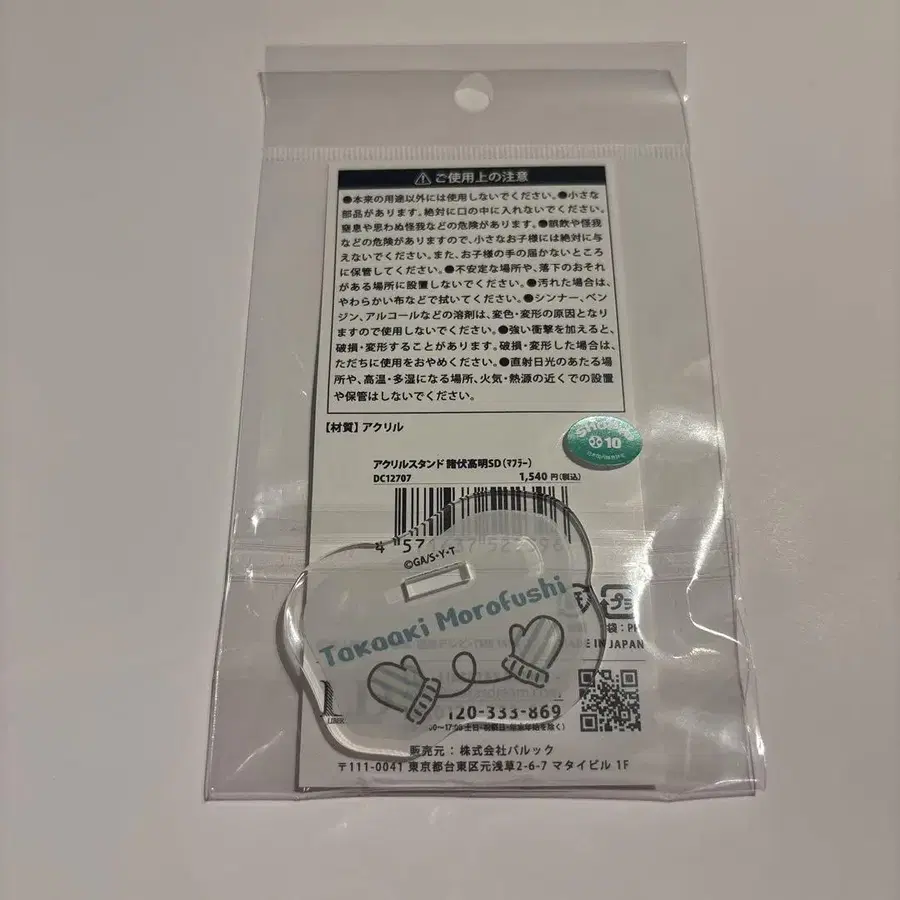 ご使用上の注意
●本来の用途以外には使用しないでください。●小さな
部品があります。絶対に口の中に入れないでください。
窒息や思わぬ怪我などの危険があります。●誤飲や怪我
などの危険がありますので、小さなお子様には絶対に与
えないでください。また、お子様の手の届かないところ
に保管してください。●不安定な場所や、落下のおそれ
がある場所に設置しないでください。●汚れた場合は、
やわらかい布などで拭いてください。●シンナー、ベン
ジン、アルコールなどの溶剤は、変色・変形の原因となり
ますので使用しないでください。●強い衝撃を加えると、
破損・変形することがあります。破損・変形した場合は、
ただちに使用をおやめください。●直射日光のあたる場
所や、高温・多湿になる場所、火気・熱源の近くでの設置
や保管はしないでください。
【材質】アクリル
10
アクリルスタンド 諸伏高明SD(マフラー)
DC12707 1,540円(税込)
©GA/S・Y・T
Takaaki Morofushi
プラ
MADE IN JAPAN
120-333-869
販売元：株式会社パルック
〒111-0041 東京都台東区元浅草2-6-7 マタイビル 1F